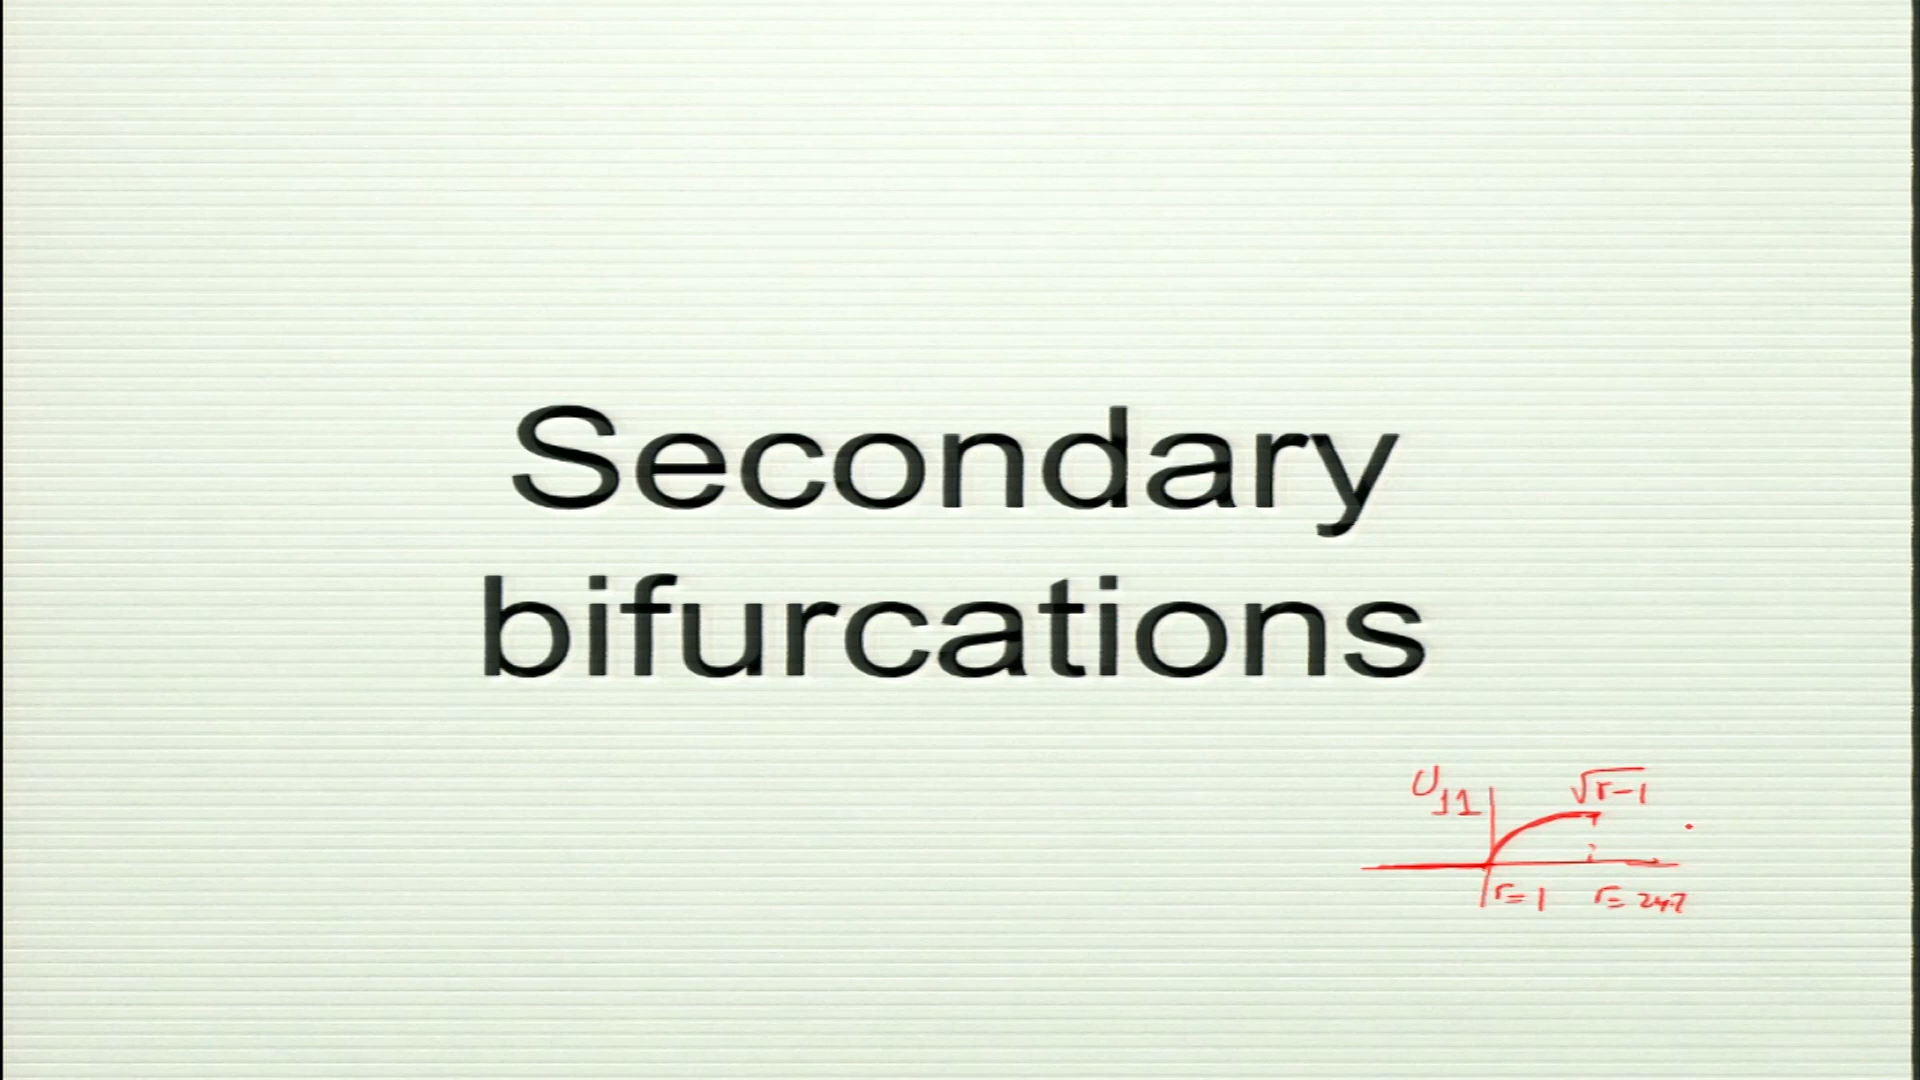 Secondary
bifurcations
U₁₁
√r-1
r=1
r= 24.7